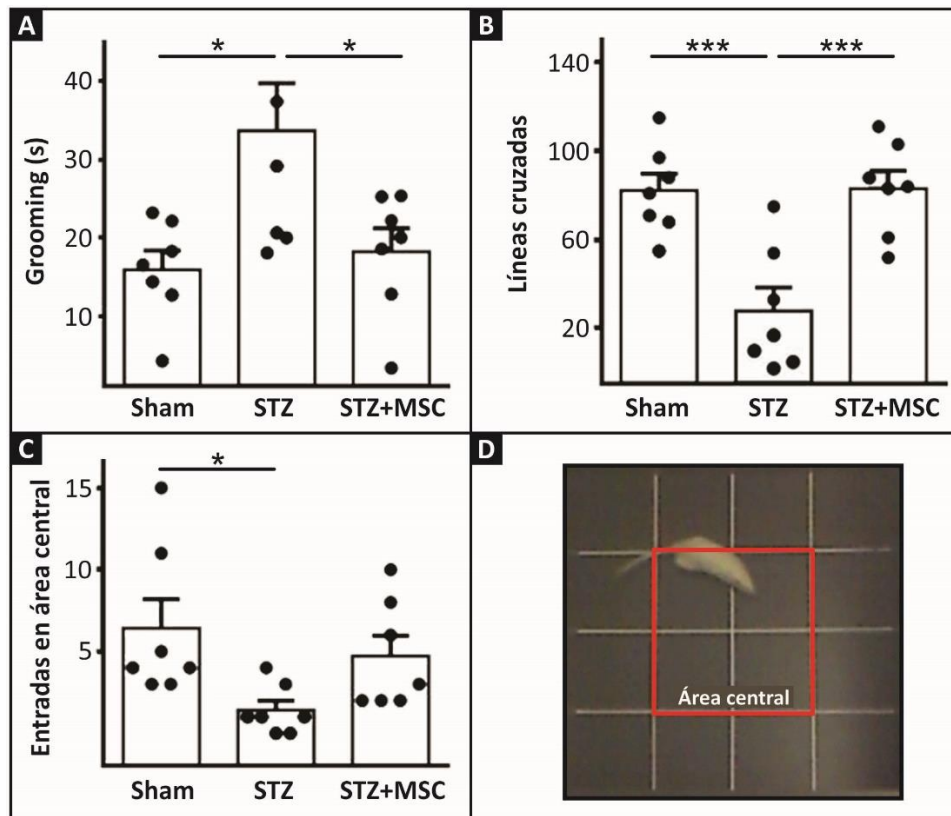 A
*
*
40
30
20
10
Grooming (s)
Sham
STZ
STZ+MSC
B
***
***
140
100
60
20
Líneas cruzadas
Sham
STZ
STZ+MSC
C
*
15
10
5
Entradas en área central
Sham
STZ
STZ+MSC
D
Área central